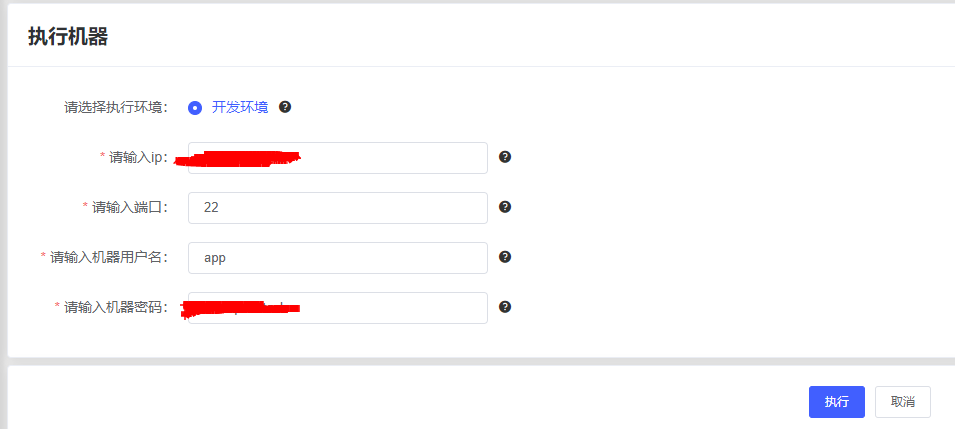 执行机器
请选择执行环境： 开发环境
* 请输入ip：
* 请输入端口： 22
* 请输入机器用户名： app
* 请输入机器密码：
执行 取消